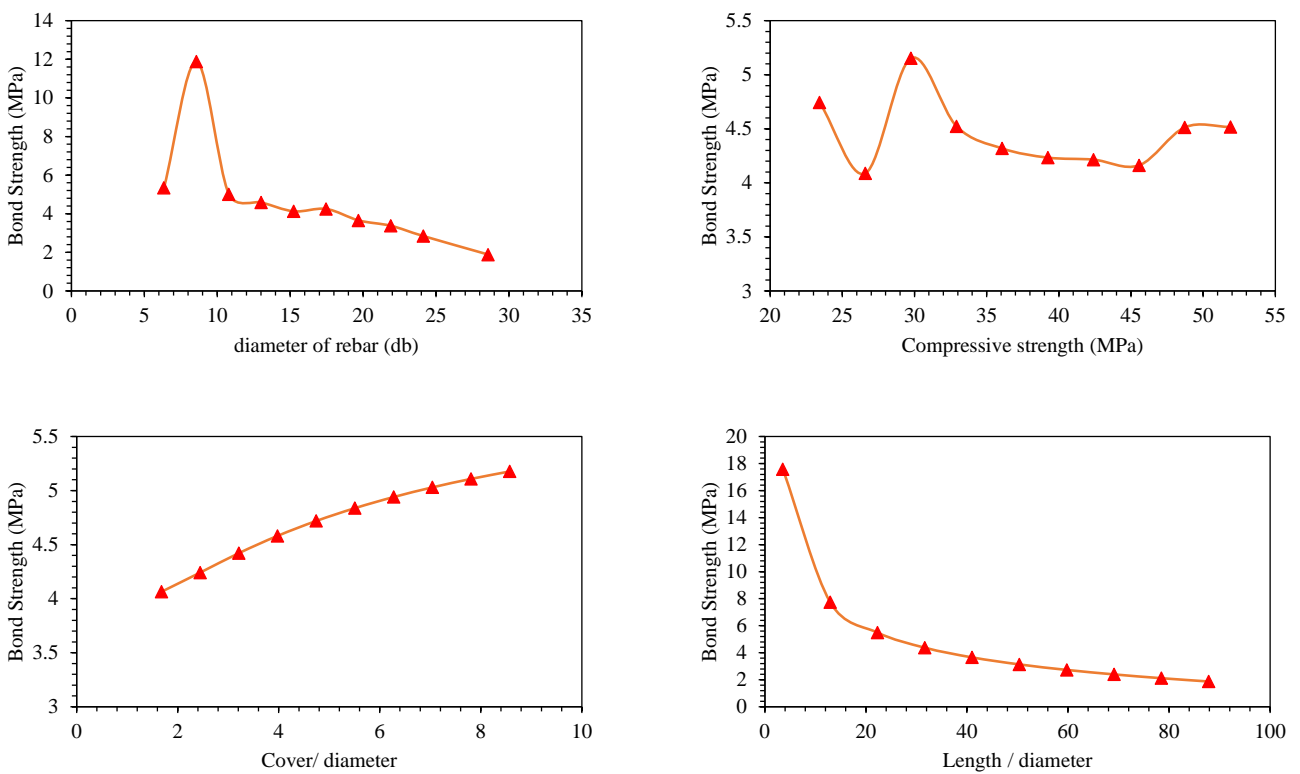 14
12
10
8
6
4
2
0
0 5 10 15 20 25 30 35
Bond Strength (MPa)
diameter of rebar (db)
5.5
5
4.5
4
3.5
3
20 25 30 35 40 45 50 55
Bond Strength (MPa)
Compressive strength (MPa)
5.5
5
4.5
4
3.5
3
0 2 4 6 8 10
Bond Strength (MPa)
Cover/ diameter
20
18
16
14
12
10
8
6
4
2
0
0 20 40 60 80 100
Bond Strength (MPa)
Length / diameter